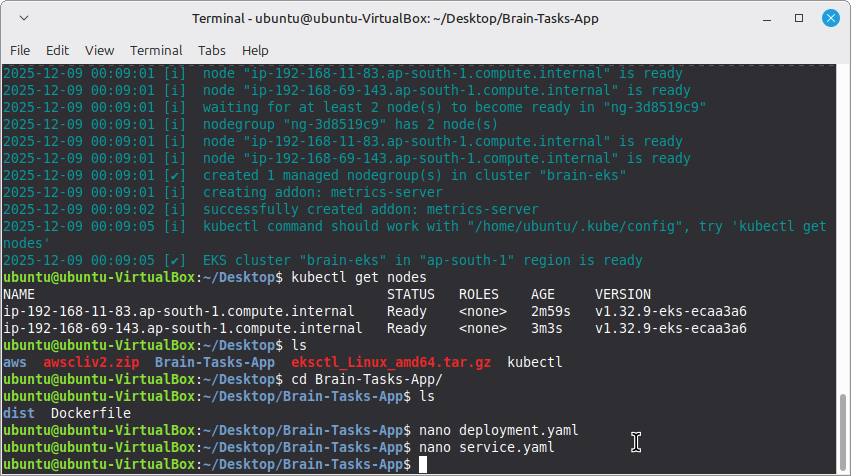 Terminal - ubuntu@ubuntu-VirtualBox: ~/Desktop/Brain-Tasks-App
File Edit View Terminal Tabs Help
2025-12-09 00:09:01 [i]  node "ip-192-168-11-83.ap-south-1.compute.internal" is ready
2025-12-09 00:09:01 [i]  node "ip-192-168-69-143.ap-south-1.compute.internal" is ready
2025-12-09 00:09:01 [i]  waiting for at least 2 node(s) to become ready in "ng-3d8519c9"
2025-12-09 00:09:01 [i]  nodegroup "ng-3d8519c9" has 2 node(s)
2025-12-09 00:09:01 [i]  node "ip-192-168-11-83.ap-south-1.compute.internal" is ready
2025-12-09 00:09:01 [i]  node "ip-192-168-69-143.ap-south-1.compute.internal" is ready
2025-12-09 00:09:01 [✔]  created 1 managed nodegroup(s) in cluster "brain-eks"
2025-12-09 00:09:01 [i]  creating addon: metrics-server
2025-12-09 00:09:02 [i]  successfully created addon: metrics-server
2025-12-09 00:09:05 [i]  kubectl command should work with "/home/ubuntu/.kube/config", try 'kubectl get
nodes'
2025-12-09 00:09:05 [✔]  EKS cluster "brain-eks" in "ap-south-1" region is ready
ubuntu@ubuntu-VirtualBox:~/Desktop$ kubectl get nodes
NAME                                            STATUS   ROLES    AGE     VERSION
ip-192-168-11-83.ap-south-1.compute.internal    Ready    <none>   2m59s   v1.32.9-eks-ecaa3a6
ip-192-168-69-143.ap-south-1.compute.internal   Ready    <none>   3m3s    v1.32.9-eks-ecaa3a6
ubuntu@ubuntu-VirtualBox:~/Desktop$ ls
aws  awscliv2.zip  Brain-Tasks-App  eksctl_Linux_amd64.tar.gz  kubectl
ubuntu@ubuntu-VirtualBox:~/Desktop$ cd Brain-Tasks-App/
ubuntu@ubuntu-VirtualBox:~/Desktop/Brain-Tasks-App$ ls
dist  Dockerfile
ubuntu@ubuntu-VirtualBox:~/Desktop/Brain-Tasks-App$ nano deployment.yaml
ubuntu@ubuntu-VirtualBox:~/Desktop/Brain-Tasks-App$ nano service.yaml
ubuntu@ubuntu-VirtualBox:~/Desktop/Brain-Tasks-App$